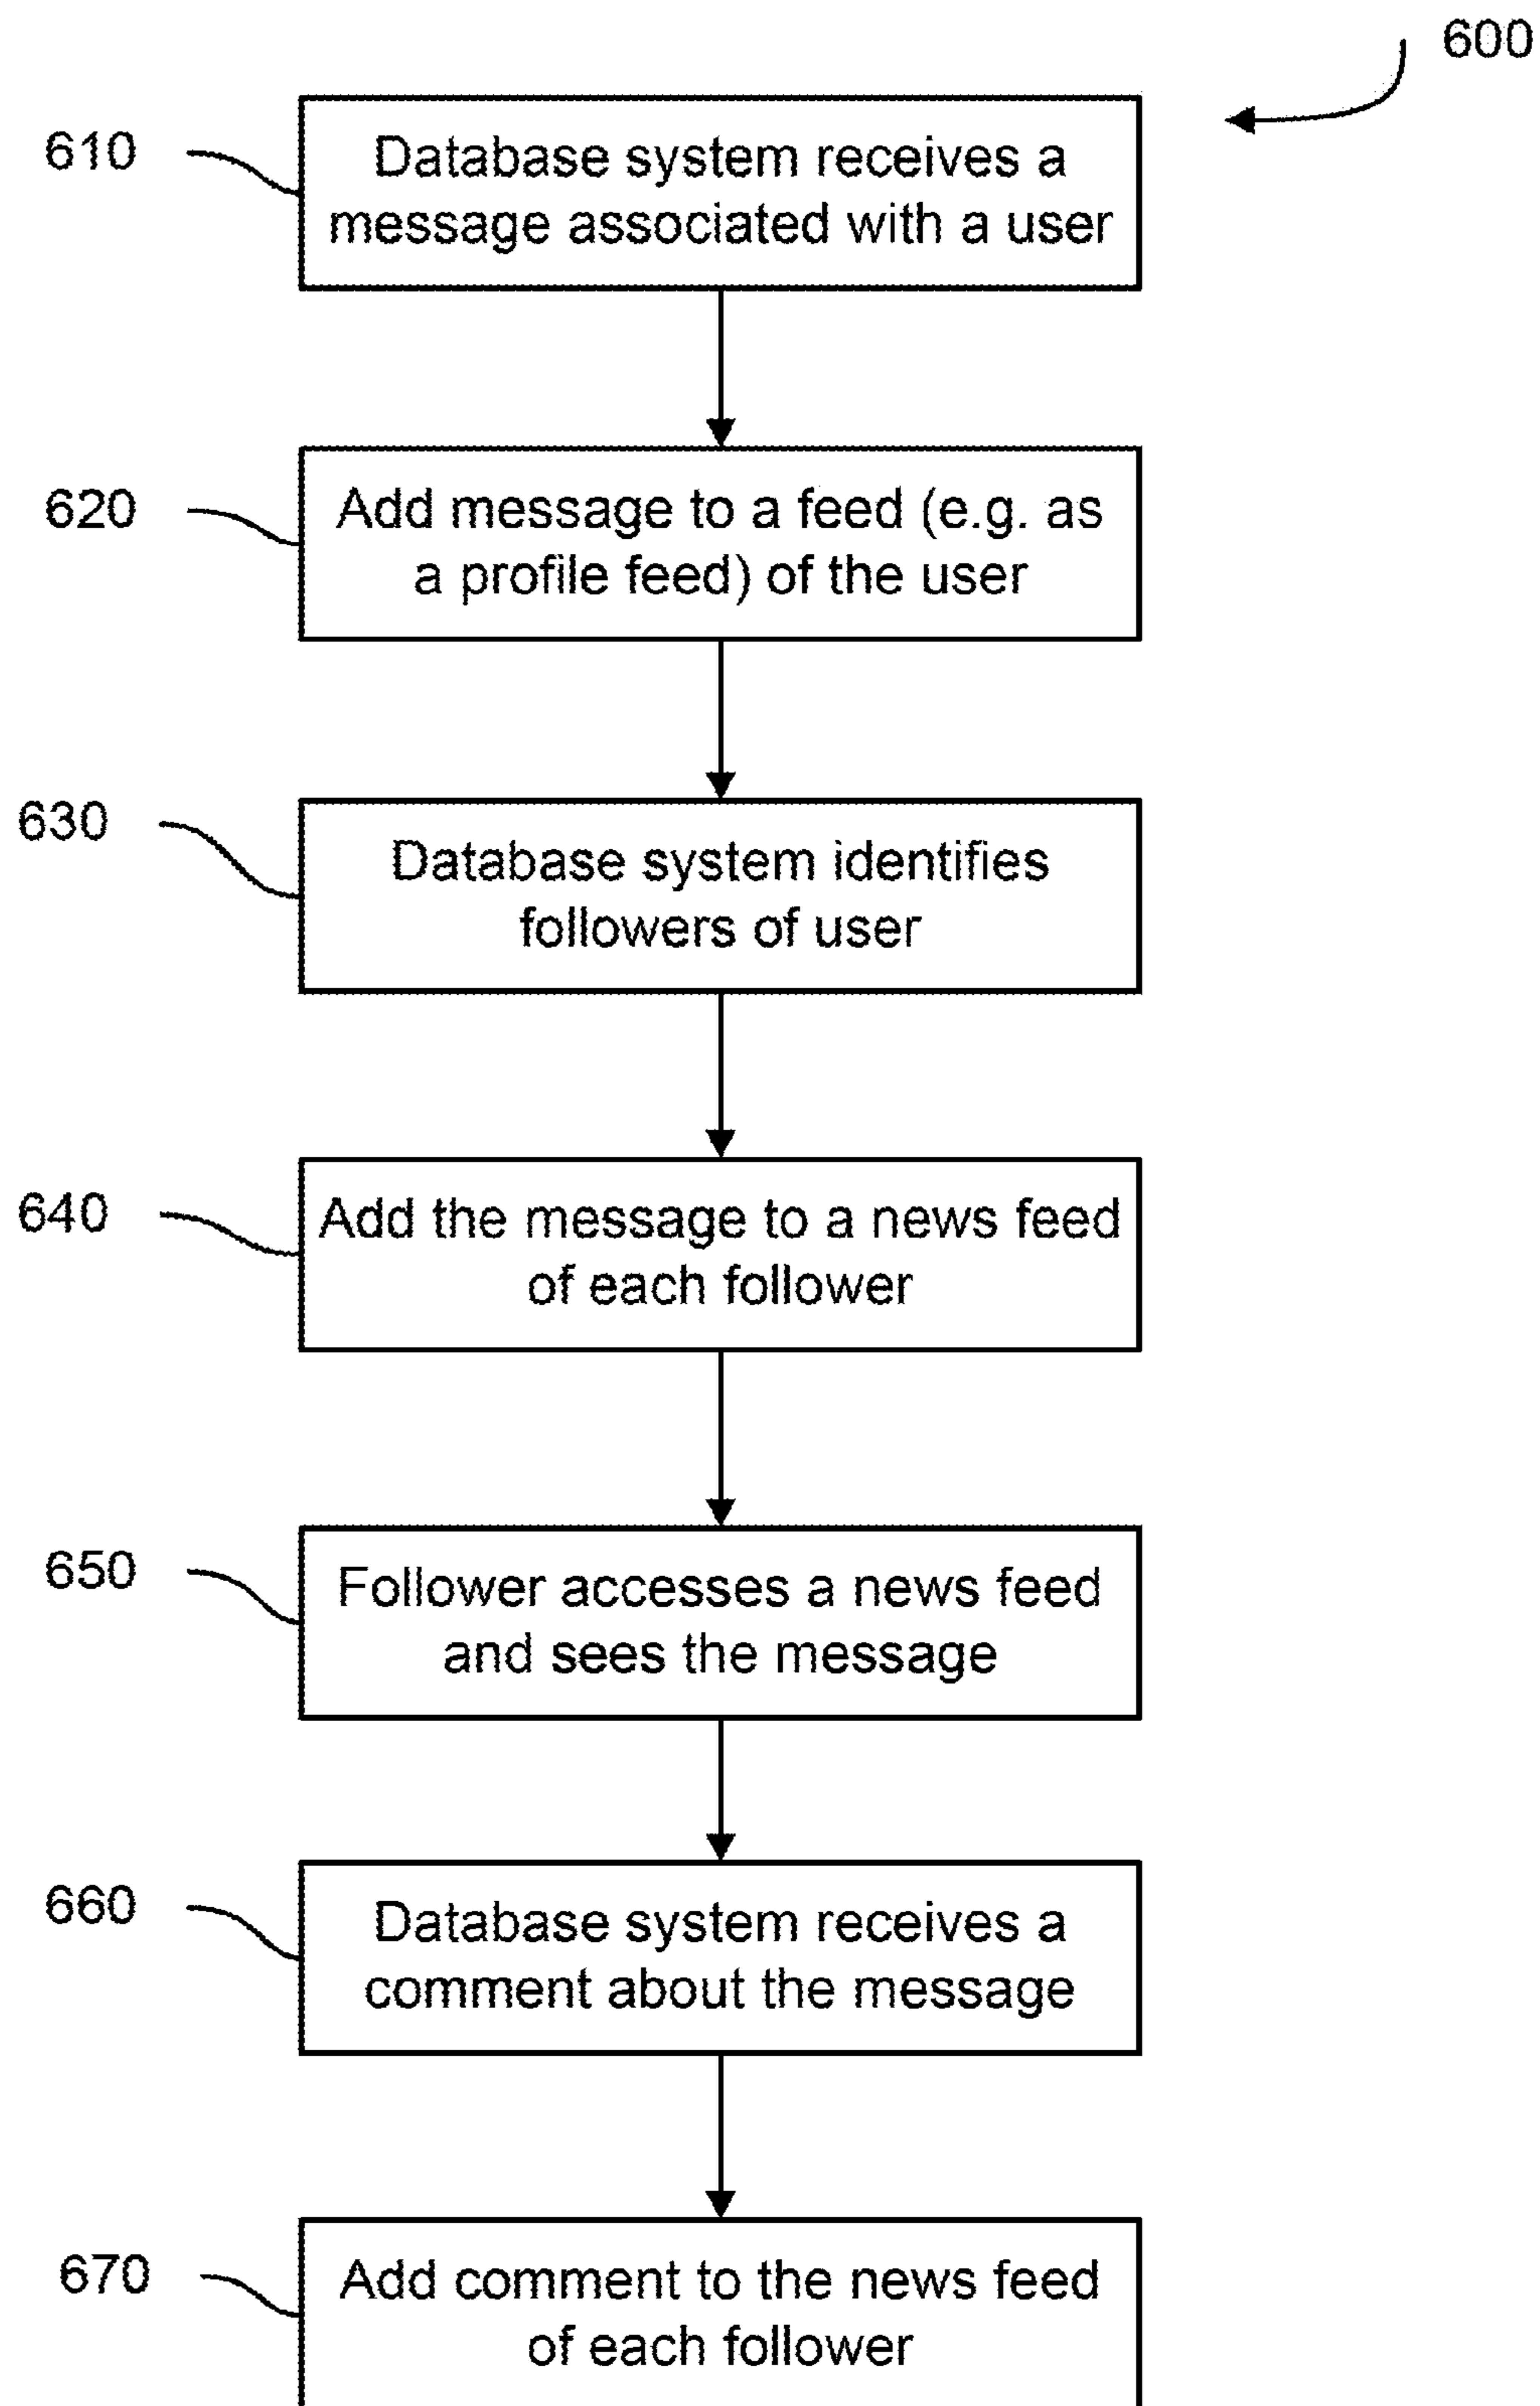 600
610
Database system receives a
message associated with a user
620
Add message to a feed (e.g. as
a profile feed) of the user
630
Database system identifies
followers of user
640
Add the message to a news feed
of each follower
650
Follower accesses a news feed
and sees the message
660
Database system receives a
comment about the message
670
Add comment to the news feed
of each follower